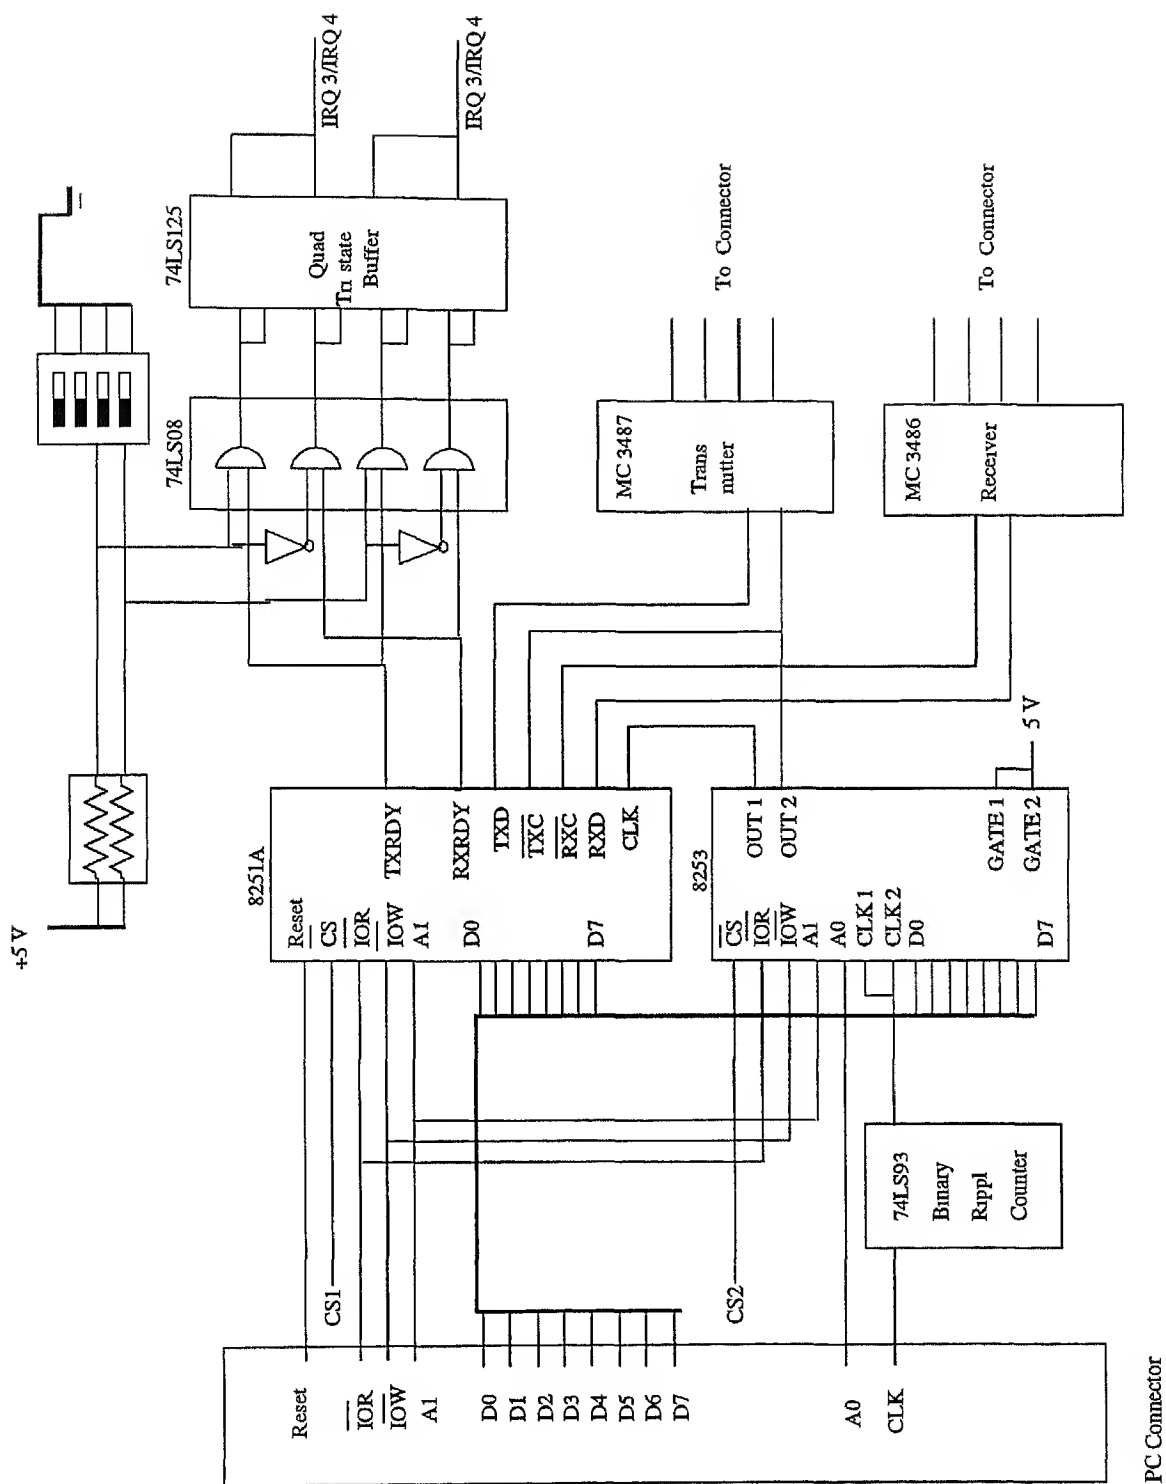 +5 V
74LS08
74LS125
Quad
Tri state
Buffer
IRQ 3/IRQ 4
IRQ 3/IRQ 4
8251A
Reset
CS
IOR
IOW
A1
D0
D7
TXRDY
RXRDY
TXD
TXC
RXC
RXD
CLK
MC 3487
Trans
mitter
To Connector
MC 3486
Receiver
To Connector
8253
CS
IOR
IOW
A1
A0
CLK 1
CLK 2
D0
D7
OUT 1
OUT 2
GATE 1
GATE 2
5 V
CS1
CS2
74LS93
Binary
Rippl
Counter
Reset
IOR
IOW
A1
D0
D1
D2
D3
D4
D5
D6
D7
A0
CLK
PC Connector